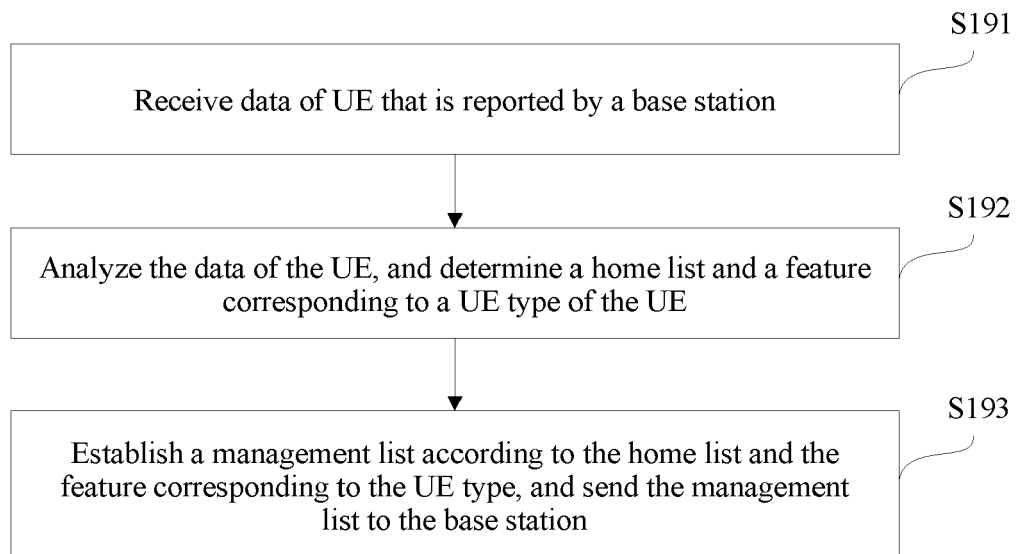 S191
Receive data of UE that is reported by a base station
S192
Analyze the data of the UE, and determine a home list and a feature
corresponding to a UE type of the UE
S193
Establish a management list according to the home list and the
feature corresponding to the UE type, and send the management
list to the base station